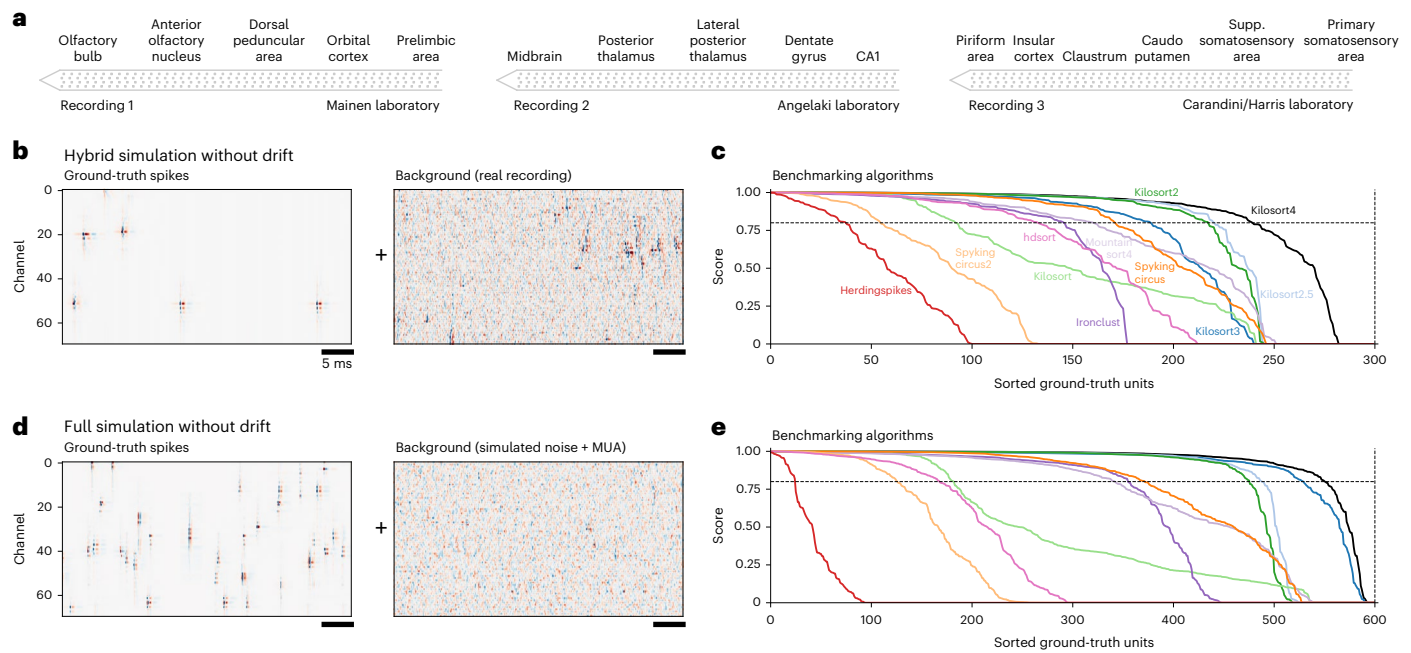 a
Olfactory
bulb
Anterior
olfactory
nucleus
Dorsal
peduncular
area
Orbital
cortex
Prelimbic
area
Recording 1
Mainen laboratory
Midbrain
Posterior
thalamus
Lateral
posterior
thalamus
Dentate
gyrus
CA1
Recording 2
Angelaki laboratory
Piriform
area
Insular
cortex
Claustrum
Caudo
putamen
Supp.
somatosensory
area
Primary
somatosensory
area
Recording 3
Carandini/Harris laboratory
b
Hybrid simulation without drift
Ground-truth spikes
Channel
0
20
40
60
5 ms
+
Background (real recording)
c
Benchmarking algorithms
Score
1.00
0.75
0.50
0.25
0
Kilosort2
Kilosort4
hdsort
Mountain
sort4
Spyking
circus2
Kilosort
Spyking
circus
Herdingspikes
Kilosort2.5
Ironclust
Kilosort3
0
50
100
150
200
250
300
Sorted ground-truth units
d
Full simulation without drift
Ground-truth spikes
Channel
0
20
40
60
+
Background (simulated noise + MUA)
e
Benchmarking algorithms
Score
1.00
0.75
0.50
0.25
0
0
100
200
300
400
500
600
Sorted ground-truth units